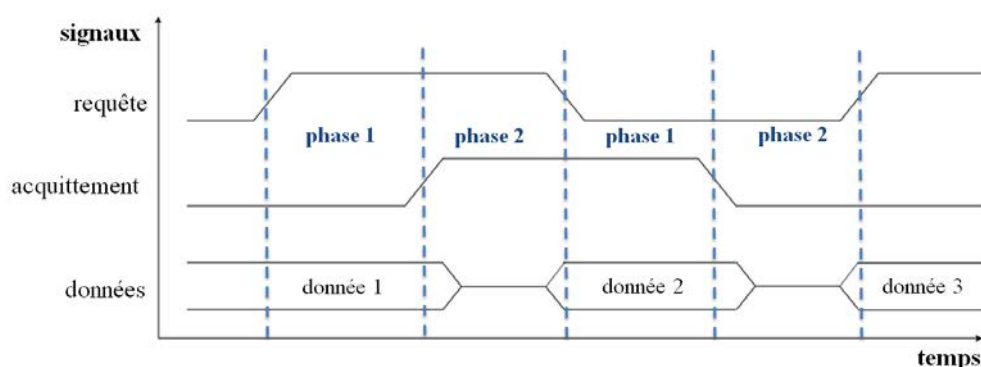 signaux
requête
phase 1 phase 2 phase 1 phase 2
acquittement
données donnée 1 donnée 2 donnée 3
temps